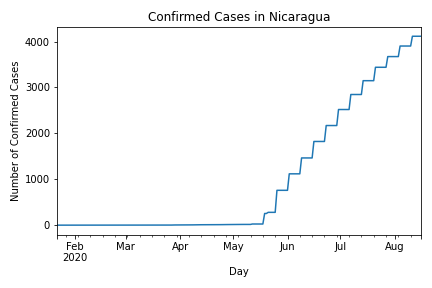 Confirmed Cases in Nicaragua
Number of Confirmed Cases
4000
3000
2000
1000
0
Feb Mar Apr May Jun Jul Aug
2020
Day